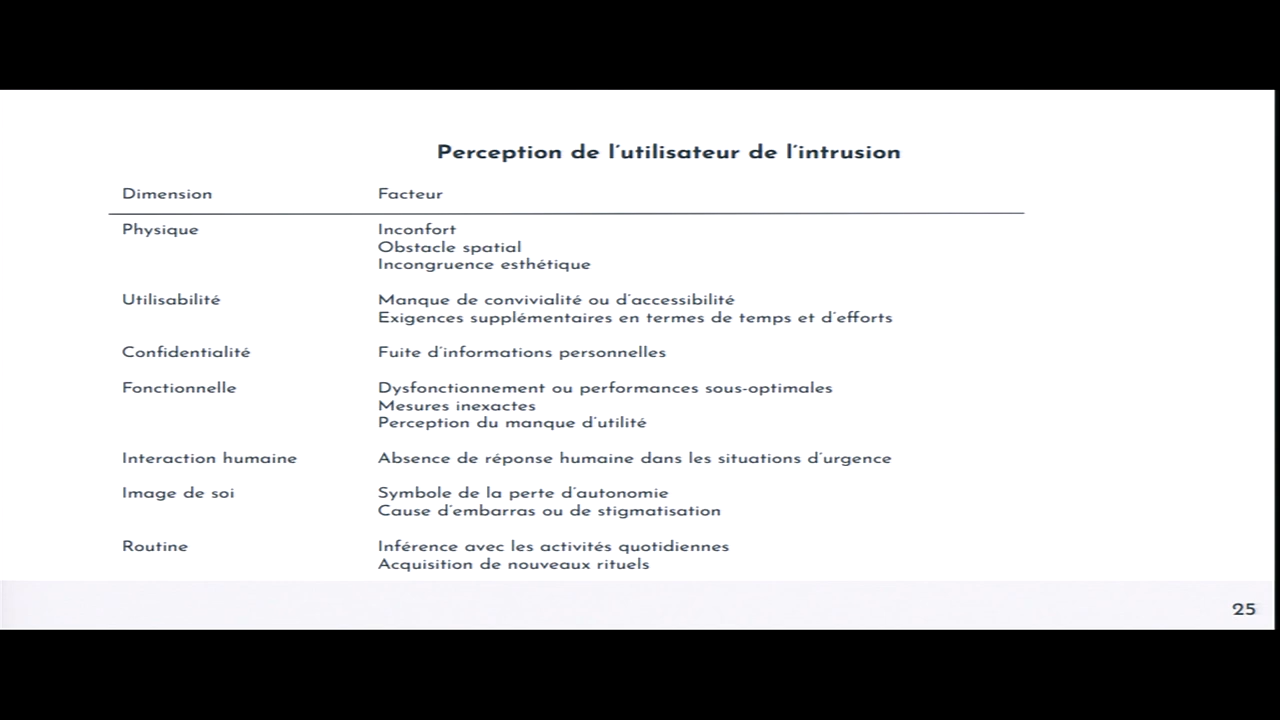 Perception de l'utilisateur de l'intrusion
Dimension Facteur
Physique Inconfort
Obstacle spatial
Incongruence esthétique
Utilisabilité Manque de convivialité ou d'accessibilité
Exigences supplémentaires en termes de temps et d'efforts
Confidentialité Fuite d'informations personnelles
Fonctionnelle Dysfonctionnement ou performances sous-optimales
Mesures inexactes
Perception du manque d'utilité
Interaction humaine Absence de réponse humaine dans les situations d'urgence
Image de soi Symbole de la perte d'autonomie
Cause d'embarras ou de stigmatisation
Routine Inférence avec les activités quotidiennes
Acquisition de nouveaux rituels
25